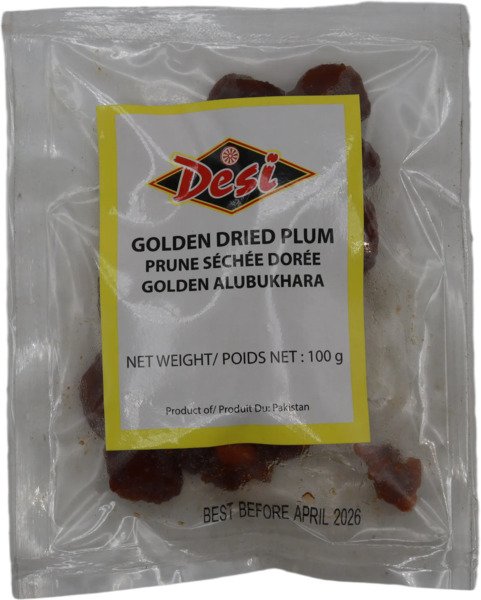 Desi
GOLDEN DRIED PLUM
PRUNE SÉCHÉE DORÉE
GOLDEN ALUBUKHARA
NET WEIGHT/ POIDS NET : 100 g
Product of/ Produit Du: Pakistan
BEST BEFORE APRIL 2026